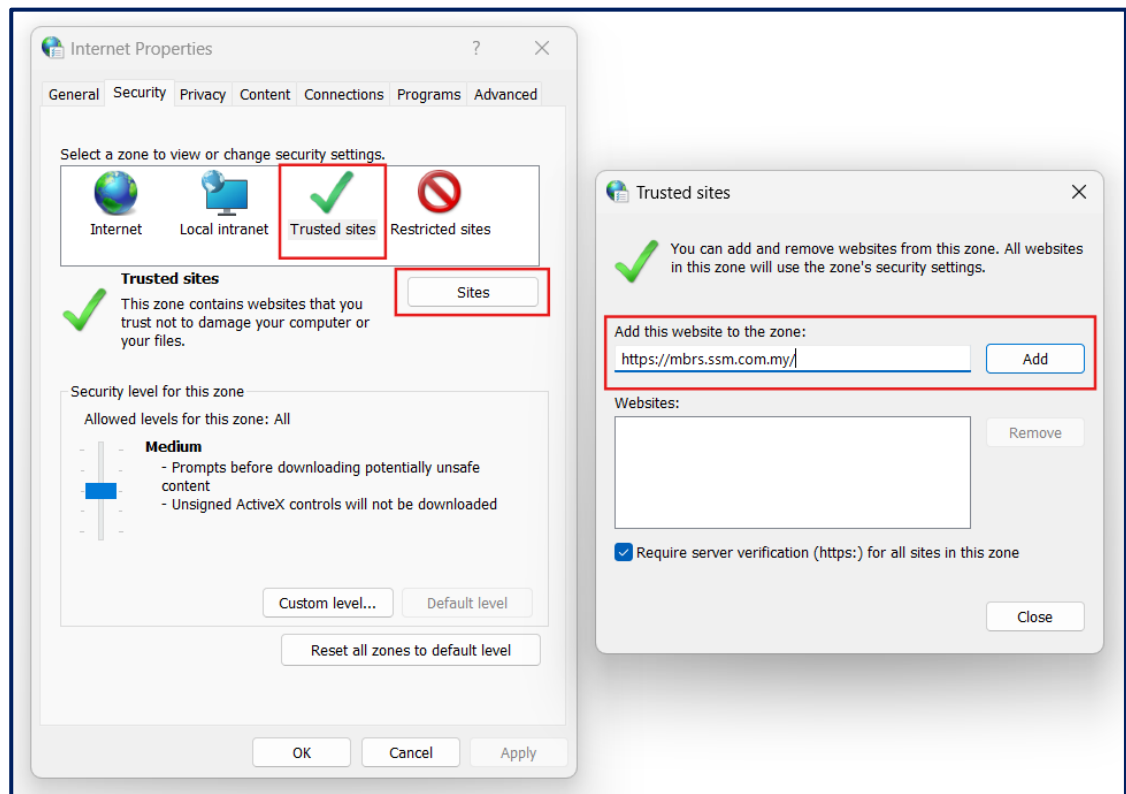 Internet Properties
?
General Security Privacy Content Connections Programs Advanced
Select a zone to view or change security settings.
Internet Local intranet Trusted sites Restricted sites
Trusted sites
Sites
This zone contains websites that you
trust not to damage your computer or
your files.
Security level for this zone
Allowed levels for this zone: All
Medium
- Prompts before downloading potentially unsafe
content
- Unsigned ActiveX controls will not be downloaded
Custom level...
Default level
Reset all zones to default level
OK
Cancel
Apply
Trusted sites
You can add and remove websites from this zone. All websites
in this zone will use the zone's security settings.
Add this website to the zone:
https://mbrs.ssm.com.my/
Add
Websites:
Remove
Require server verification (https:) for all sites in this zone
Close